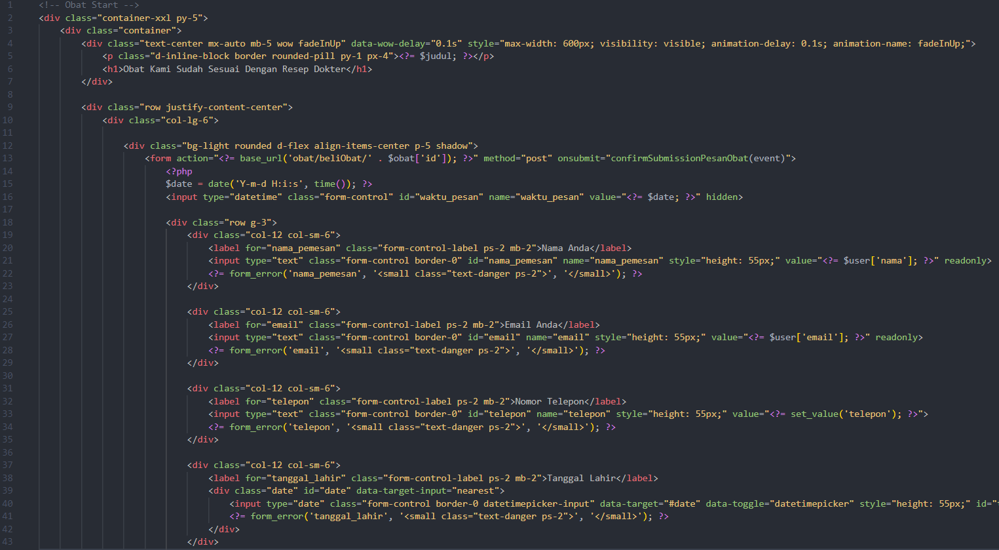 1 <!-- Obat Start -->
2 <div class="container-xxl py-5">
3 <div class="container">
4 <div class="text-center mx-auto mb-5 wow fadeInUp" data-wow-delay="0.1s" style="max-width: 600px; visibility: visible; animation-delay: 0.1s; animation-name: fadeInUp;">
5 <p class="d-inline-block border rounded-pill py-1 px-4"><?= $judul; ?></p>
6 <h1>Obat Kami Sudah Sesuai Dengan Resep Dokter</h1>
7 </div>
8
9 <div class="row justify-content-center">
10 <div class="col-lg-6">
11
12 <div class="bg-light rounded d-flex align-items-center p-5 shadow">
13 <form action="<?= base_url('obat/beliObat/' . $obat['id']); ?>" method="post" onsubmit="confirmSubmissionPesanObat(event)">
14 <?php
15 $date = date('Y-m-d H:i:s', time()); ?>
16 <input type="datetime" class="form-control" id="waktu_pesan" name="waktu_pesan" value="<?= $date; ?>" hidden>
17
18 <div class="row g-3">
19 <div class="col-12 col-sm-6">
20 <label for="nama_pemesan" class="form-control-label ps-2 mb-2">Nama Anda</label>
21 <input type="text" class="form-control border-0" id="nama_pemesan" name="nama_pemesan" style="height: 55px;" value="<?= $user['nama']; ?>" readonly>
22 <?= form_error('nama_pemesan', '<small class="text-danger ps-2">', '</small>'); ?>
23 </div>
24
25 <div class="col-12 col-sm-6">
26 <label for="email" class="form-control-label ps-2 mb-2">Email Anda</label>
27 <input type="text" class="form-control border-0" id="email" name="email" style="height: 55px;" value="<?= $user['email']; ?>" readonly>
28 <?= form_error('email', '<small class="text-danger ps-2">', '</small>'); ?>
29 </div>
30
31 <div class="col-12 col-sm-6">
32 <label for="telepon" class="form-control-label ps-2 mb-2">Nomor Telepon</label>
33 <input type="text" class="form-control border-0" id="telepon" name="telepon" style="height: 55px;" value="<?= set_value('telepon'); ?>">
34 <?= form_error('telepon', '<small class="text-danger ps-2">', '</small>'); ?>
35 </div>
36
37 <div class="col-12 col-sm-6">
38 <label for="tanggal_lahir" class="form-control-label ps-2 mb-2">Tanggal Lahir</label>
39 <div class="date" id="date" data-target-input="nearest">
40 <input type="date" class="form-control border-0 datetimepicker-input" data-target="#date" data-toggle="datetimepicker" style="height: 55px;" id="
41 <?= form_error('tanggal_lahir', '<small class="text-danger ps-2">', '</small>'); ?>
42 </div>
43 </div>